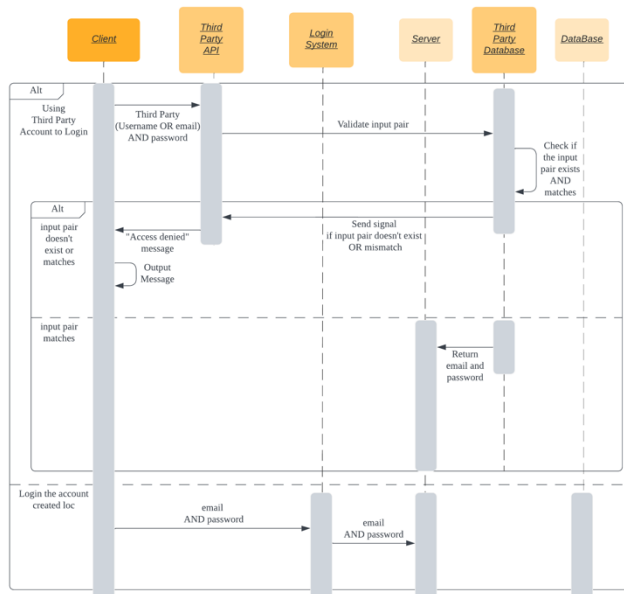 Client
Third
Party
API
Login
System
Server
Third
Party
Database
DataBase
Alt
Using
Third Party
Account to Login
Third Party
(Username OR email)
AND password
Validate input pair
Check if
the input
pair exists
AND
matches
Alt
input pair
doesn't
exist or
matches
"Access denied"
message
Send signal
if input pair doesn't exist
OR mismatch
Output
Message
input pair
matches
Return
email and
password
Login the account
created loc
email
AND password
email
AND password